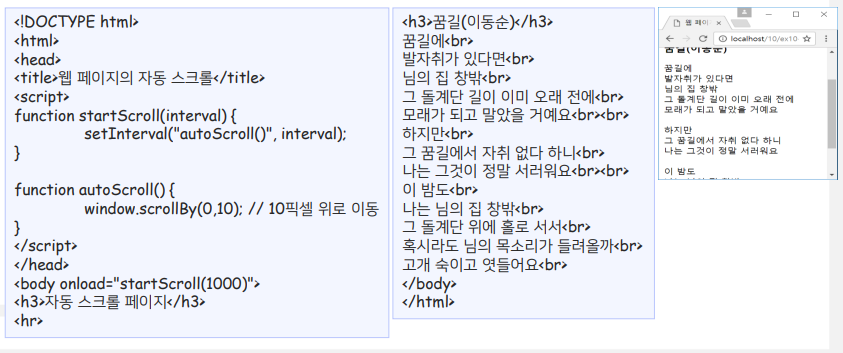 <!DOCTYPE html>
<html>
<head>
<title>웹 페이지의 자동 스크롤</title>
<script>
function startScroll(interval) {
setInterval("autoScroll()", interval);
}
function autoScroll() {
window.scrollBy(0,10); // 10픽셀 위로 이동
}
</script>
</head>
<body onload="startScroll(1000)">
<h3>자동 스크롤 페이지</h3>
<hr>
<h3>꿈길(이동순)</h3>
꿈길에<br>
발자취가 있다면<br>
님의 집 창밖<br>
그 돌계단 길이 이미 오래 전에<br>
모래가 되고 말았을 거예요<br><br>
하지만<br>
그 꿈길에서 자취 없다 하니<br>
나는 그것이 정말 서러워요<br><br>
이 밤도<br>
나는 님의 집 창밖<br>
그 돌계단 위에 홀로 서서<br>
혹시라도 님의 목소리가 들려올까<br>
고개 숙이고 엿들어요<br>
</body>
</html>
웹 페이지
localhost/10/ex10
꿈길(이동순)
꿈길에
발자취가 있다면
님의 집 창밖
그 돌계단 길이 이미 오래 전에
모래가 되고 말았을 거예요
하지만
그 꿈길에서 자취 없다 하니
나는 그것이 정말 서러워요
이 밤도